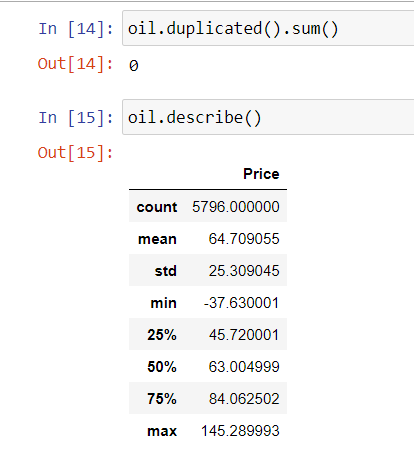 In [14]: oil.duplicated().sum()
Out[14]: 0
In [15]: oil.describe()
Out[15]:
Price
count 5796.000000
mean 64.709055
std 25.309045
min -37.630001
25% 45.720001
50% 63.004999
75% 84.062502
max 145.289993